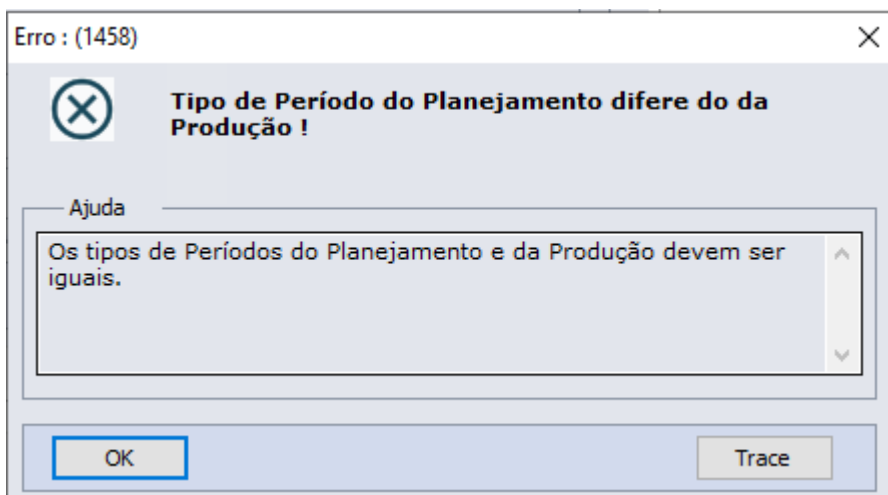 Erro : (1458)
Tipo de Período do Planejamento difere do da
Produção !
Ajuda
Os tipos de Períodos do Planejamento e da Produção devem ser
iguais.
OK
Trace